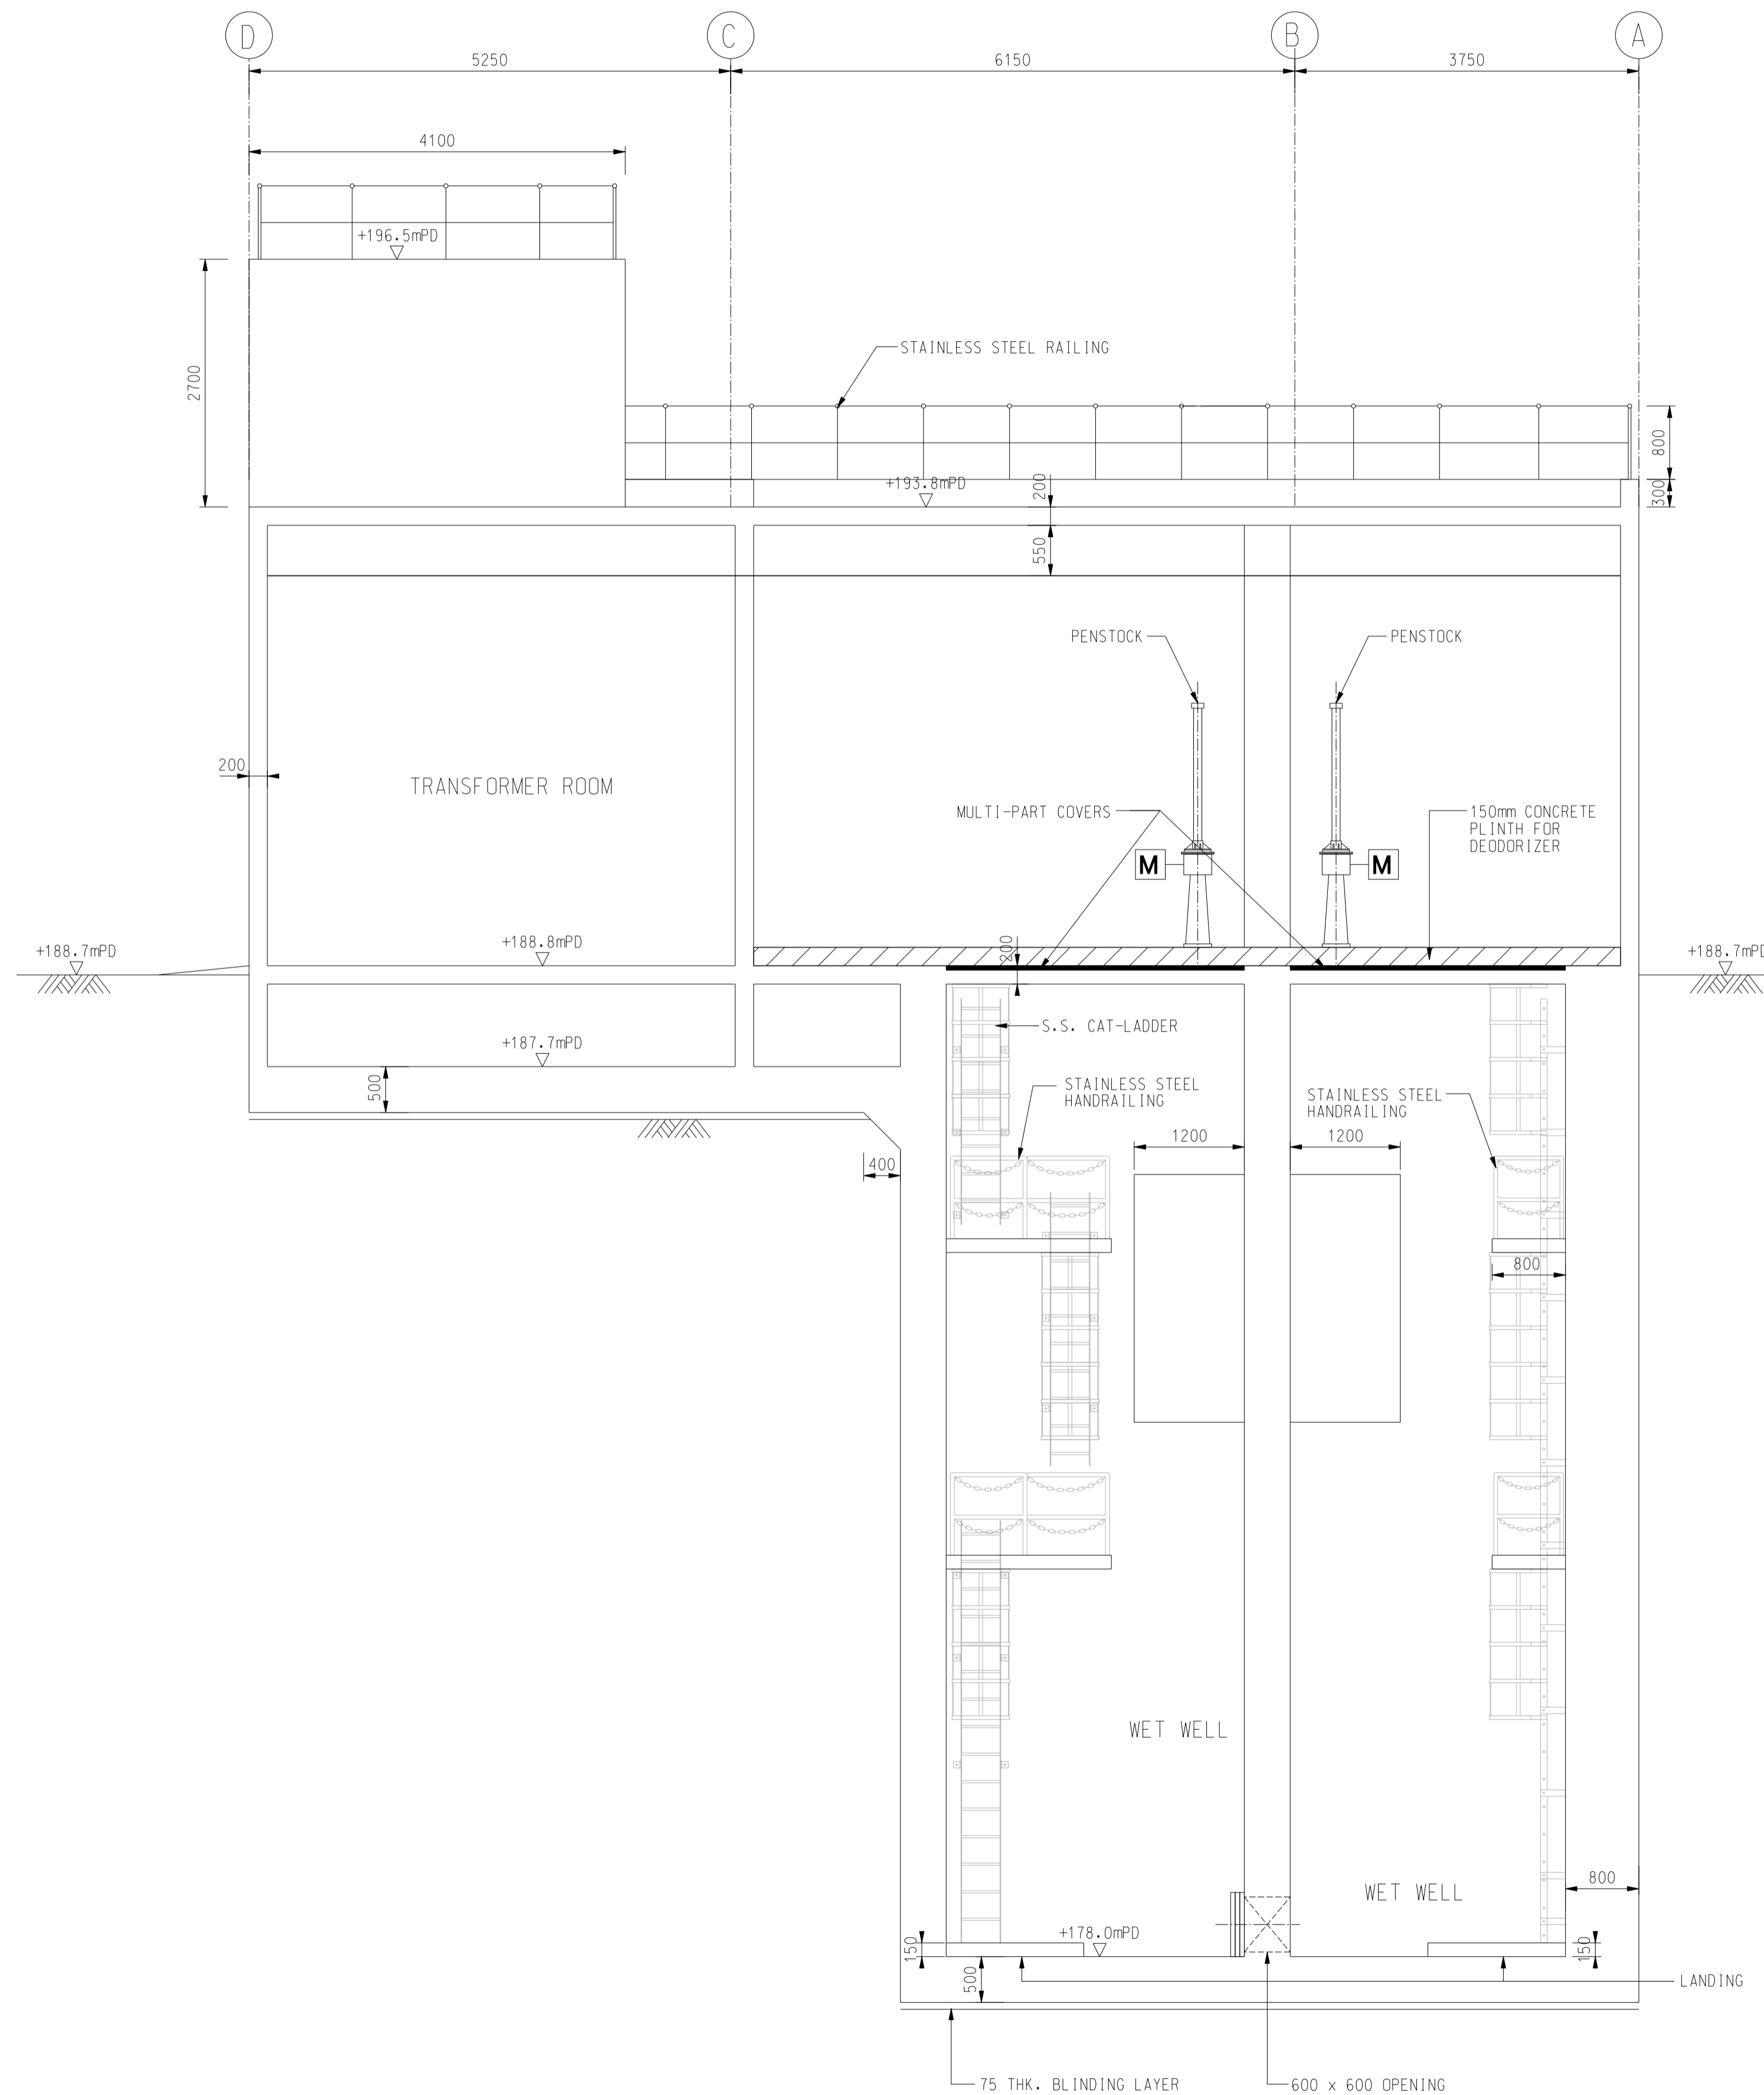 D
C
B
A
5250
6150
3750
4100
+196.5mPD
STAINLESS STEEL RAILING
2700
800
+193.8mPD
200
300
550
PENSTOCK
PENSTOCK
200
TRANSFORMER ROOM
MULTI-PART COVERS
150mm CONCRETE
PLINTH FOR
DEODORIZER
M
M
+188.7mPD
+188.8mPD
200
+188.7mPD
S.S. CAT-LADDER
+187.7mPD
500
STAINLESS STEEL
HANDRAILING
STAINLESS STEEL
HANDRAILING
1200
1200
400
800
WET WELL
800
WET WELL
+178.0mPD
150
150
500
LANDING
75 THK. BLINDING LAYER
600 x 600 OPENING